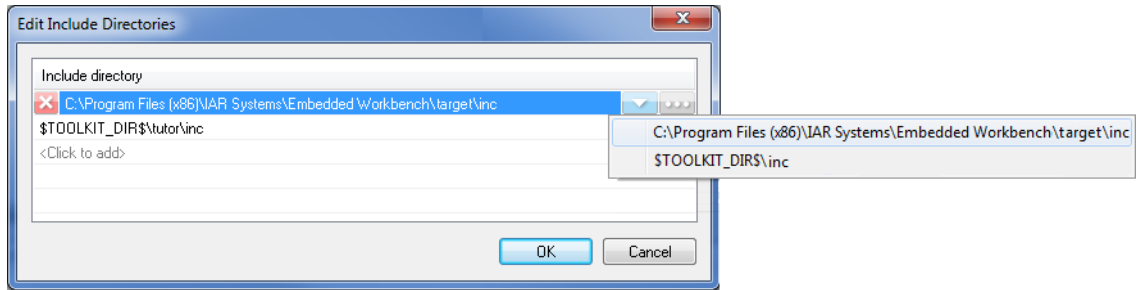 Edit Include Directories
Include directory
C:\Program Files (x86)\IAR Systems\Embedded Workbench\target\inc
$TOOLKIT_DIR$\tutor\inc
<Click to add>
C:\Program Files (x86)\IAR Systems\Embedded Workbench\target\inc
$TOOLKIT_DIR$\inc
OK Cancel